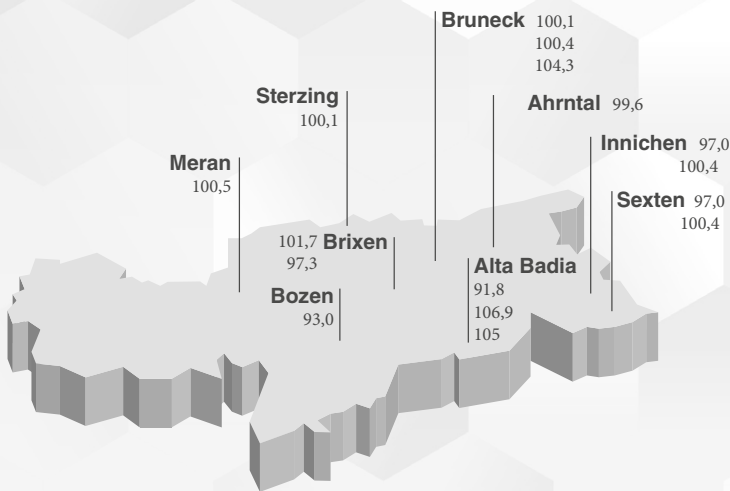 Bruneck 100,1
100,4
104,3
Sterzing
100,1
Ahrntal 99,6
Innichen 97,0
100,4
Meran
100,5
Sexten 97,0
100,4
101,7 Brixen
97,3
Alta Badia
91,8
106,9
105
Bozen
93,0